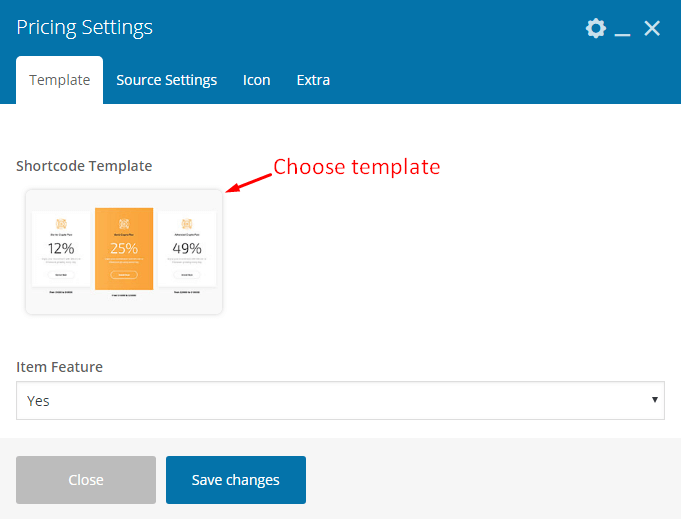 Pricing Settings
Template Source Settings Icon Extra
Shortcode Template
Choose template
12% 25% 49%
Item Feature
Yes
Close Save changes